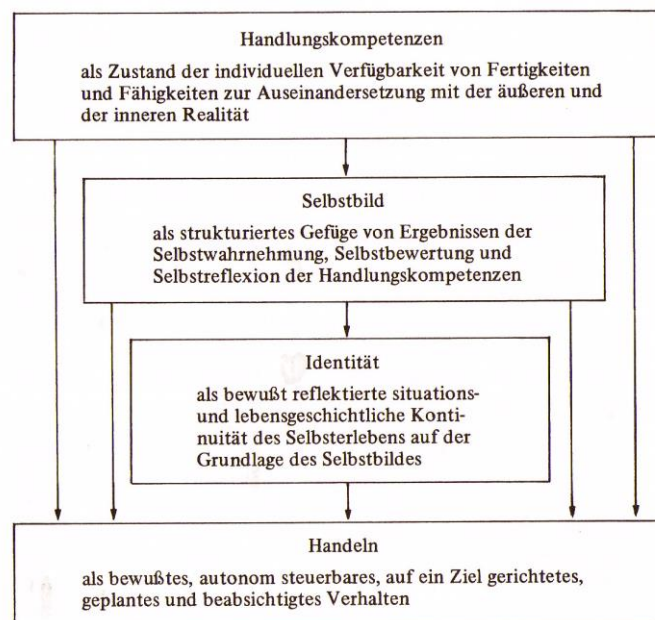 Handlungskompetenzen
als Zustand der individuellen Verfügbarkeit von Fertigkeiten
und Fähigkeiten zur Auseinandersetzung mit der äußeren und
der inneren Realität
Selbstbild
als strukturiertes Gefüge von Ergebnissen der
Selbstwahrnehmung, Selbstbewertung und
Selbstreflexion der Handlungskompetenzen
Identität
als bewußt reflektierte situations-
und lebensgeschichtliche Konti-
nuität des Selbsterlebens auf der
Grundlage des Selbstbildes
Handeln
als bewußtes, autonom steuerbares, auf ein Ziel gerichtetes,
geplantes und beabsichtigtes Verhalten